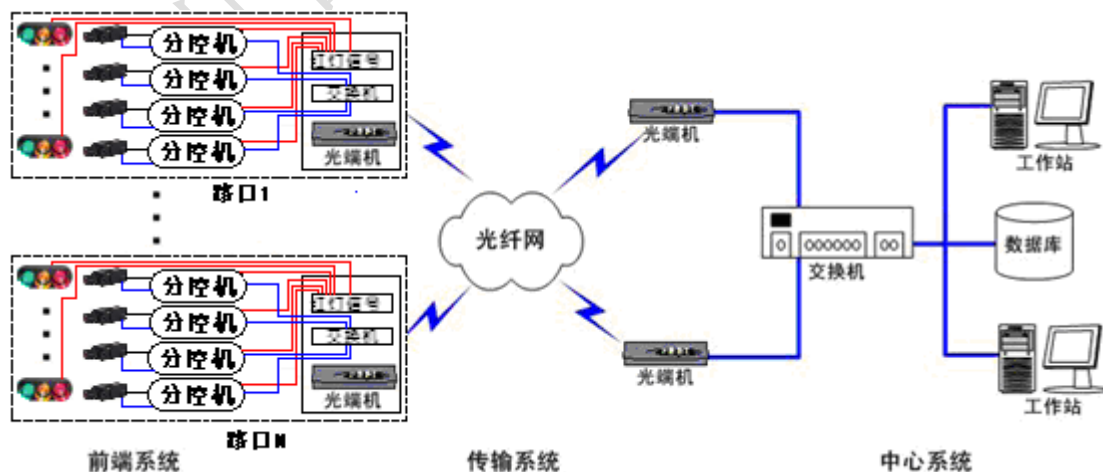 分控机
红灯信号
分控机
交换机
分控机
分控机
光端机
路口1
分控机
红灯信号
分控机
交换机
分控机
分控机
光端机
路口N
前端系统
光纤网
传输系统
光端机
光端机
交换机
工作站
数据库
工作站
中心系统